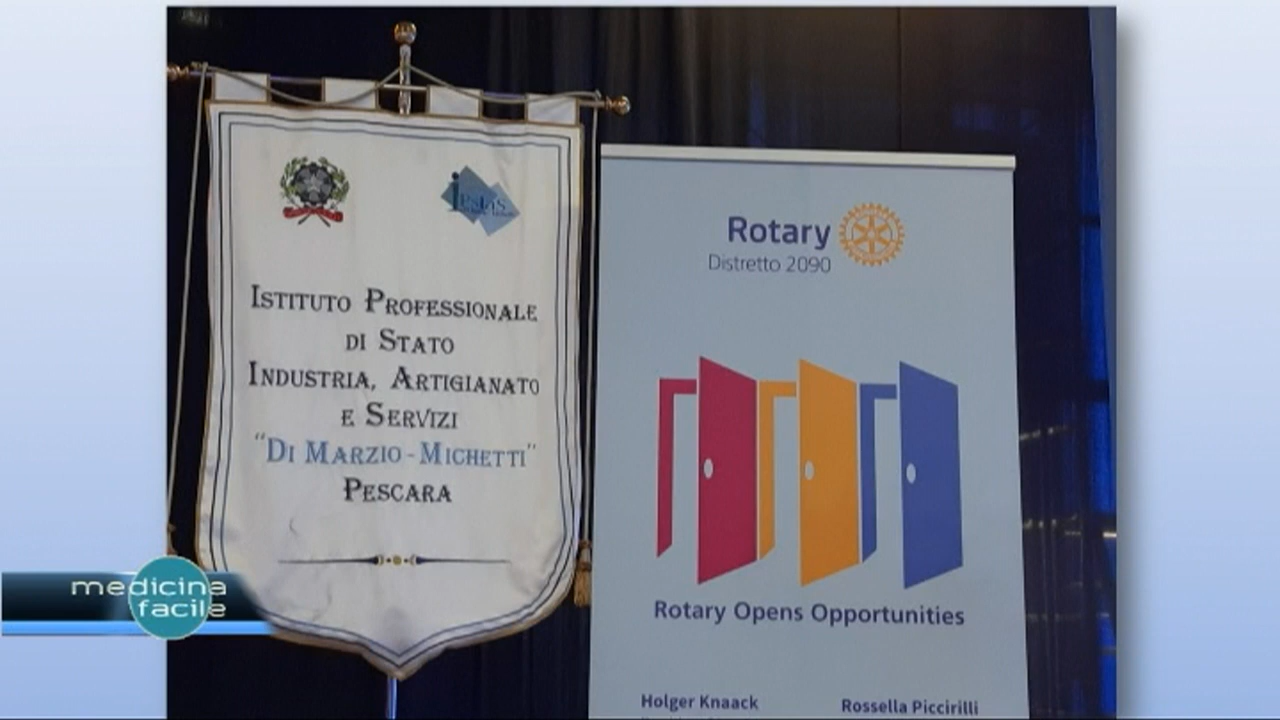 ipsias
Istituto Professionale
di Stato
Industria, Artigianato
e Servizi
"Di Marzio - Michetti"
Pescara
Rotary
Distretto 2090
Rotary Opens Opportunities
Holger Knaack
Rossella Piccirilli
medicina
facile